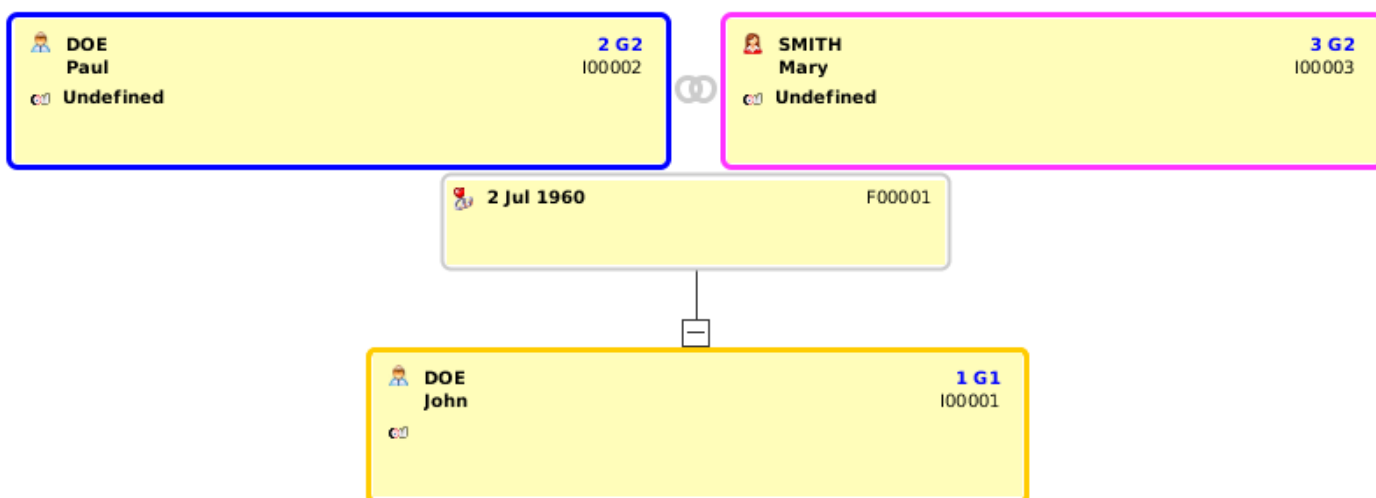 DOE 2 G2
Paul I00002
Undefined
SMITH 3 G2
Mary I00003
Undefined
2 Jul 1960 F00001
DOE 1 G1
John I00001